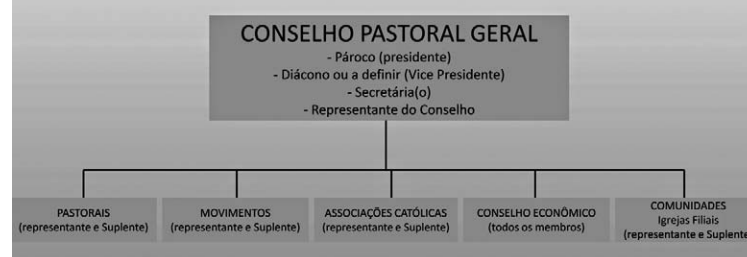 CONSELHO PASTORAL GERAL
- Pároco (presidente)
- Diácono ou a definir (Vice Presidente)
- Secretária(o)
- Representante do Conselho
PASTORAIS
(representante e Suplente)
MOVIMENTOS
(representante e Suplente)
ASSOCIAÇÕES CATÓLICAS
(representante e Suplente)
CONSELHO ECONÔMICO
(todos os membros)
COMUNIDADES
Igrejas Filiais
(representante e Suplente